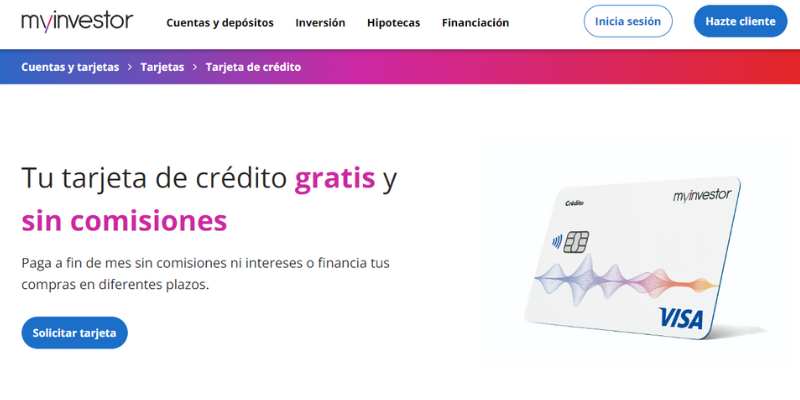 myinvestor
Cuentas y depósitos Inversión Hipotecas Financiación
Inicia sesión
Hazte cliente
Cuentas y tarjetas > Tarjetas > Tarjeta de crédito
Tu tarjeta de crédito gratis y
sin comisiones
Paga a fin de mes sin comisiones ni intereses o financia tus
compras en diferentes plazos.
Solicitar tarjeta
myinvestor
Crédito
VISA